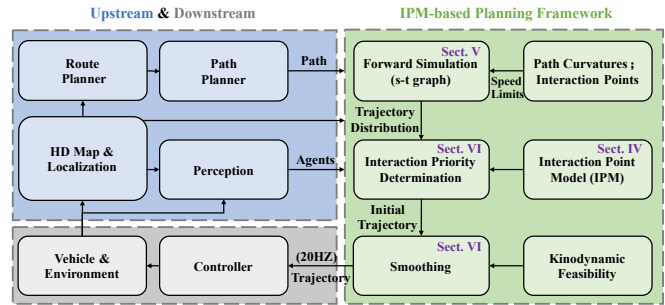 Upstream & Downstream
IPM-based Planning Framework
Route
Planner
Path
Planner
Path
Sect. V
Forward Simulation
(s-t graph)
Speed
Limits
Path Curvatures ;
Interaction Points
Trajectory
Distribution
HD Map &
Localization
Perception
Agents
Sect. VI
Interaction Priority
Determination
Sect. IV
Interaction Point
Model (IPM)
Initial
Trajectory
Vehicle &
Environment
Controller
(20HZ)
Trajectory
Sect. VI
Smoothing
Kinodynamic
Feasibility